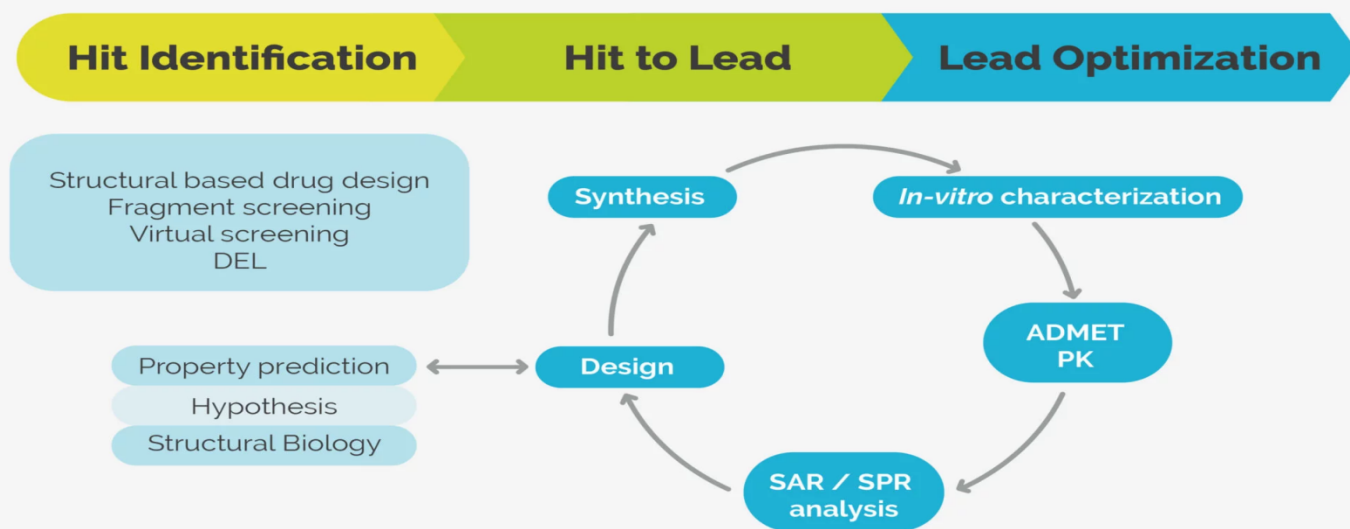 Hit Identification
Hit to Lead
Lead Optimization
Structural based drug design
Fragment screening
Virtual screening
DEL
Synthesis
In-vitro characterization
ADMET
PK
Property prediction
Hypothesis
Structural Biology
Design
SAR / SPR
analysis